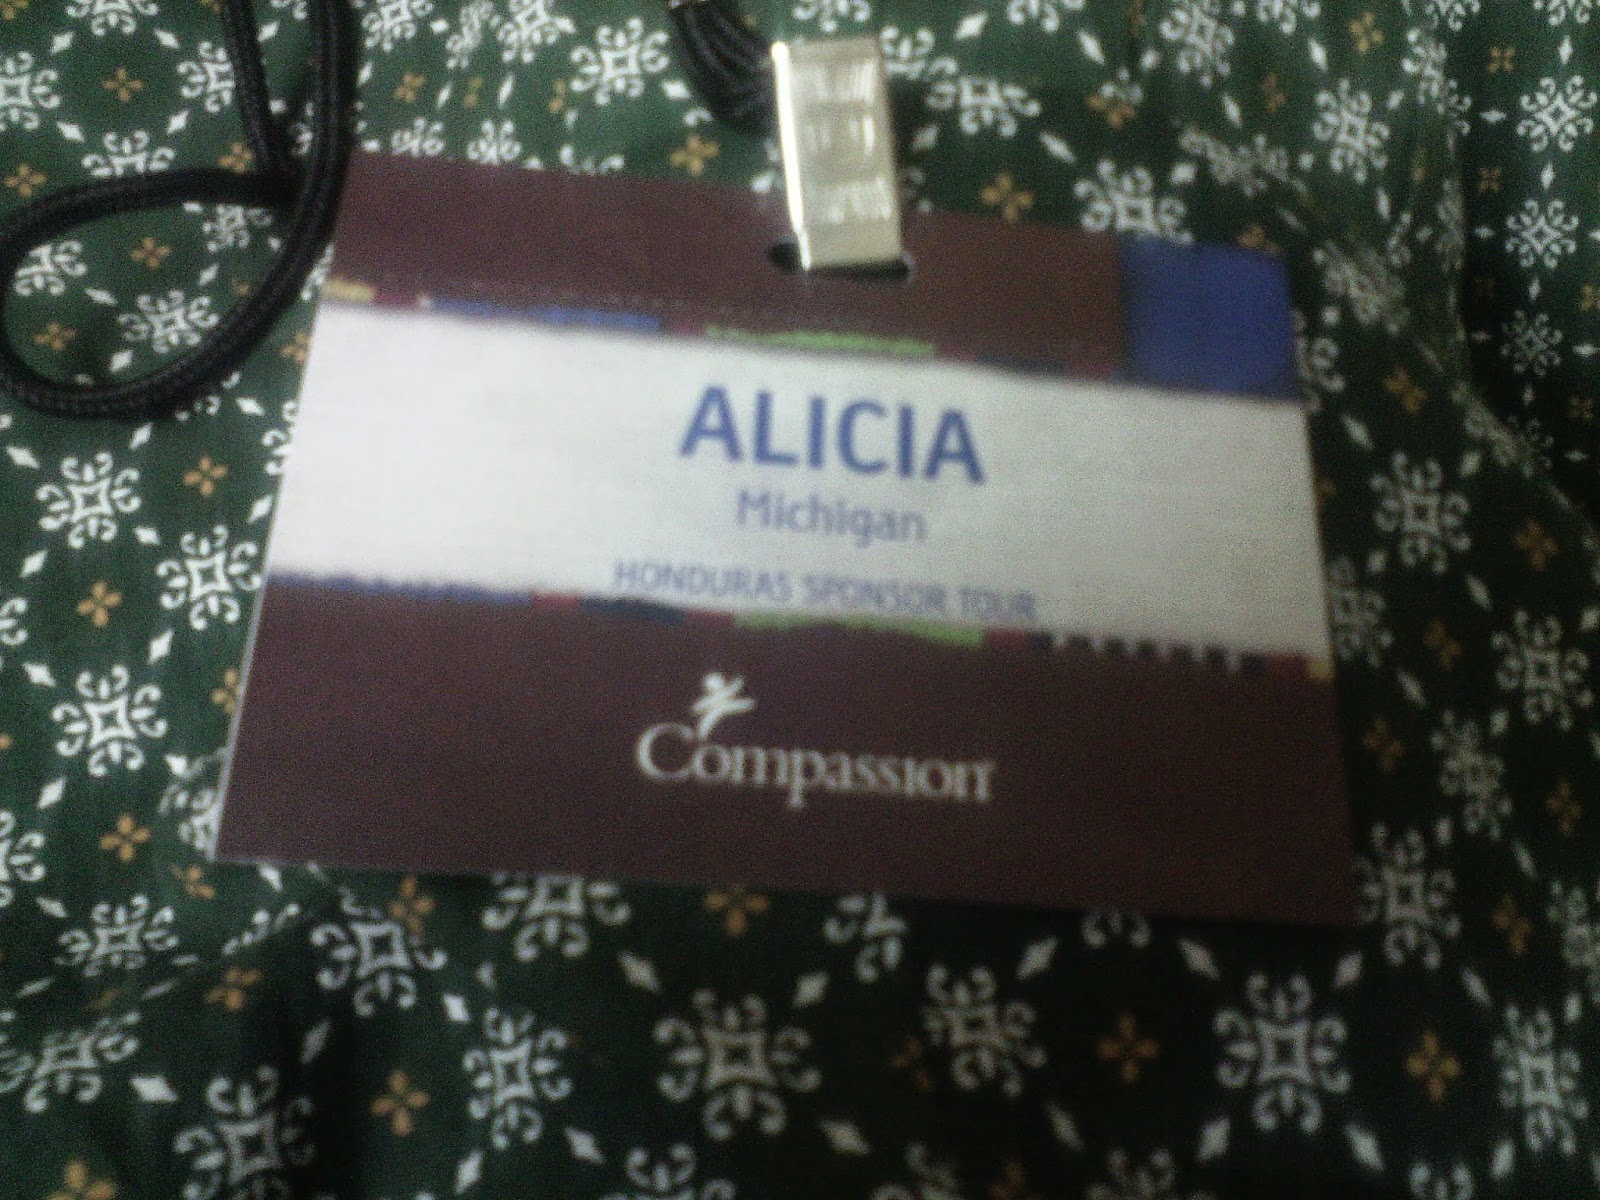 ALICIA
Michigan
HONDURAS SPONSOR TOUR
Compassion